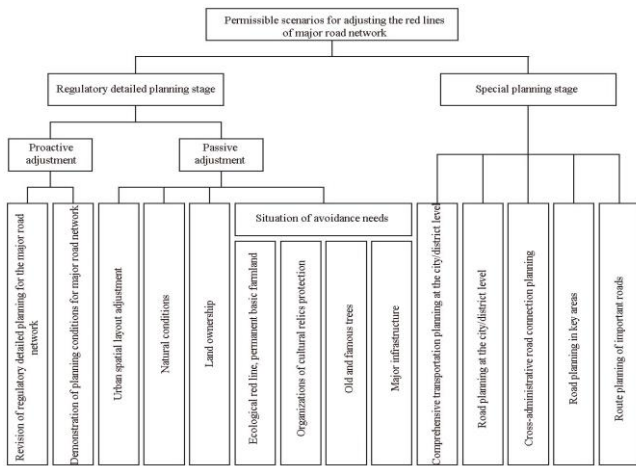 Permissible scenarios for adjusting the red lines
of major road network
Regulatory detailed planning stage
Special planning stage
Proactive
adjustment
Passive
adjustment
Revision of regulatory detailed planning for the major road
network
Demonstration of planning conditions for major road network
Urban spatial layout adjustment
Natural conditions
Land ownership
Situation of avoidance needs
Ecological red line, permanent basic farmland
Organizations of cultural relics protection
Old and famous trees
Major infrastructure
Comprehensive transportation planning at the city/district level
Road planning at the city/district level
Cross-administrative road connection planning
Road planning in key areas
Route planning of important roads